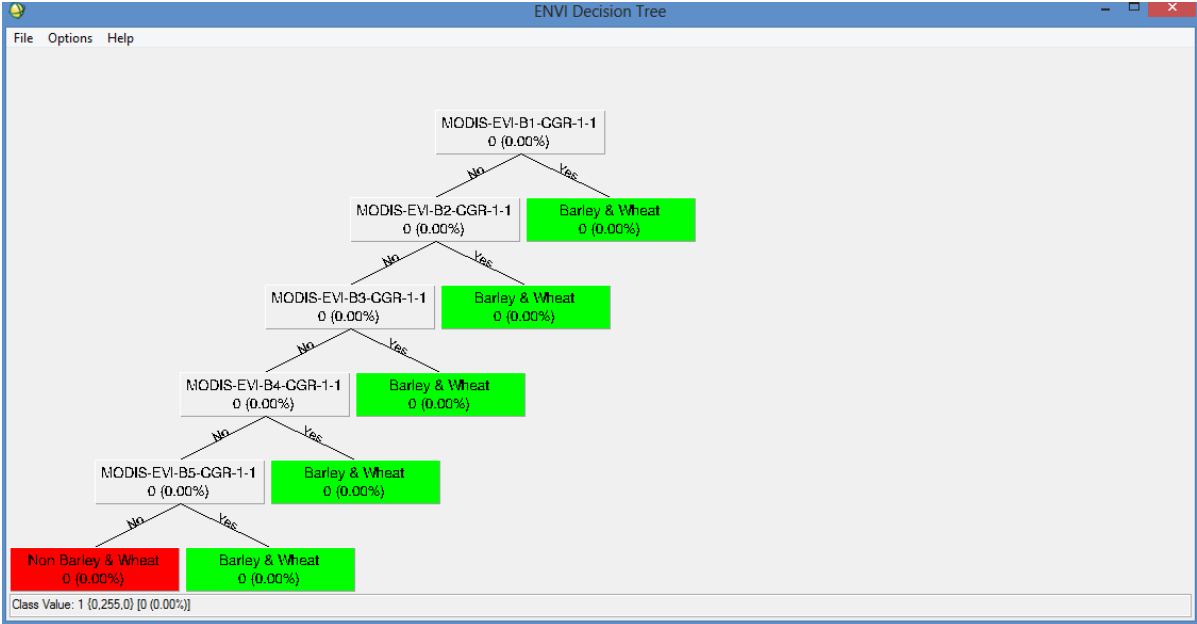 ENVI Decision Tree
File Options Help
MODIS-EVI-B1-CGR-1-1
0 (0.00%)
No
Yes
MODIS-EVI-B2-CGR-1-1
0 (0.00%)
Barley & Wheat
0 (0.00%)
No
Yes
MODIS-EVI-B3-CGR-1-1
0 (0.00%)
Barley & Wheat
0 (0.00%)
No
Yes
MODIS-EVI-B4-CGR-1-1
0 (0.00%)
Barley & Wheat
0 (0.00%)
No
Yes
MODIS-EVI-B5-CGR-1-1
0 (0.00%)
Barley & Wheat
0 (0.00%)
No
Yes
Non Barley & Wheat
0 (0.00%)
Barley & Wheat
0 (0.00%)
Class Value: 1 {0,255,0} [0 (0.00%)]